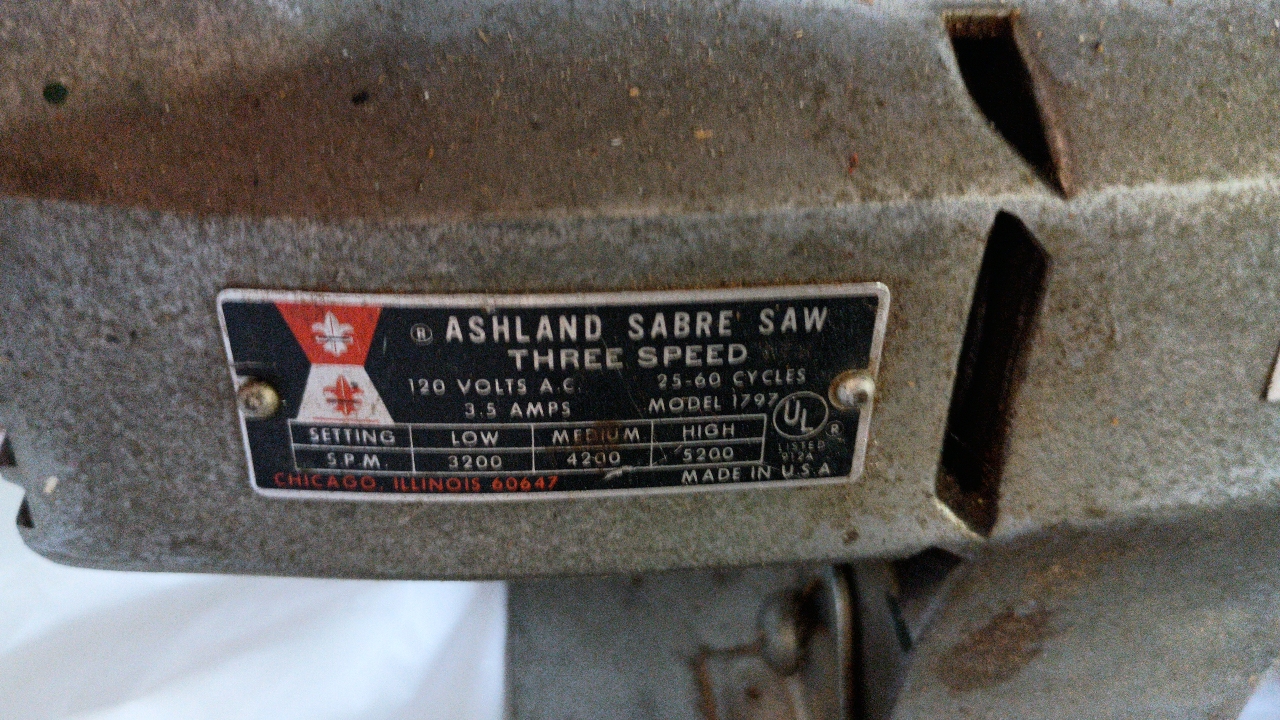 ® ASHLAND SABRE SAW
THREE SPEED
120 VOLTS A.C. 25-60 CYCLES
3.5 AMPS MODEL 1797
UL ®
LISTED
912A
SETTING LOW MEDIUM HIGH
S.P.M. 3200 4200 5200
CHICAGO, ILLINOIS 60647 MADE IN U.S.A